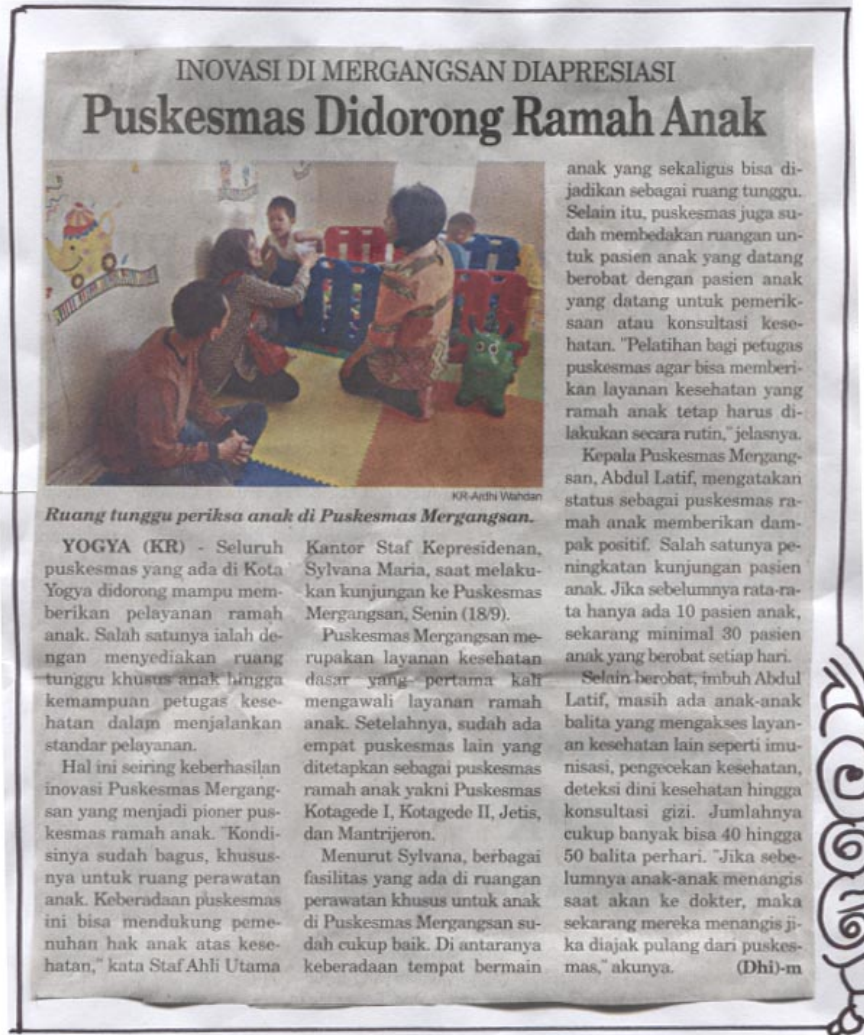 INOVASI DI MERGANGSAN DIAPRESIASI
Puskesmas Didorong Ramah Anak
KR-Ardhi Wahdan
Ruang tunggu periksa anak di Puskesmas Mergangsan.
YOGYA (KR) - Seluruh
puskesmas yang ada di Kota
Yogya didorong mampu mem-
berikan pelayanan ramah
anak. Salah satunya ialah de-
ngan menyediakan ruang
tunggu khusus anak hingga
kemampuan petugas kese-
hatan dalam menjalankan
standar pelayanan.
Hal ini seiring keberhasilan
inovasi Puskesmas Mergang-
san yang menjadi pioner pus-
kesmas ramah anak. "Kondi-
sinya sudah bagus, khusus-
nya untuk ruang perawatan
anak. Keberadaan puskesmas
ini bisa mendukung peme-
nuhan hak anak atas kese-
hatan," kata Staf Ahli Utama
Kantor Staf Kepresidenan,
Sylvana Maria, saat melaku-
kan kunjungan ke Puskesmas
Mergangsan, Senin (18/9).
Puskesmas Mergangsan me-
rupakan layanan kesehatan
dasar yang pertama kali
mengawali layanan ramah
anak. Setelahnya, sudah ada
empat puskesmas lain yang
ditetapkan sebagai puskesmas
ramah anak yakni Puskesmas
Kotagede I, Kotagede II, Jetis,
dan Mantrijeron.
Menurut Sylvana, berbagai
fasilitas yang ada di ruangan
perawatan khusus untuk anak
di Puskesmas Mergangsan su-
dah cukup baik. Di antaranya
keberadaan tempat bermain
anak yang sekaligus bisa di-
jadikan sebagai ruang tunggu.
Selain itu, puskesmas juga su-
dah membedakan ruangan un-
tuk pasien anak yang datang
berobat dengan pasien anak
yang datang untuk pemerik-
saan atau konsultasi kese-
hatan. "Pelatihan bagi petugas
puskesmas agar bisa memberi-
kan layanan kesehatan yang
ramah anak tetap harus di-
lakukan secara rutin," jelasnya.
Kepala Puskesmas Mergang-
san, Abdul Latif, mengatakan
status sebagai puskesmas ra-
mah anak memberikan dam-
pak positif. Salah satunya pe-
ningkatan kunjungan pasien
anak. Jika sebelumnya rata-ra-
ta hanya ada 10 pasien anak,
sekarang minimal 30 pasien
anak yang berobat setiap hari.
Selain berobat, imbuh Abdul
Latif, masih ada anak-anak
balita yang mengakses layan-
an kesehatan lain seperti imu-
nisasi, pengecekan kesehatan,
deteksi dini kesehatan hingga
konsultasi gizi. Jumlahnya
cukup banyak bisa 40 hingga
50 balita perhari. "Jika sebe-
lumnya anak-anak menangis
saat akan ke dokter, maka
sekarang mereka menangis ji-
ka diajak pulang dari puskes-
mas," akunya. (Dhi)-m